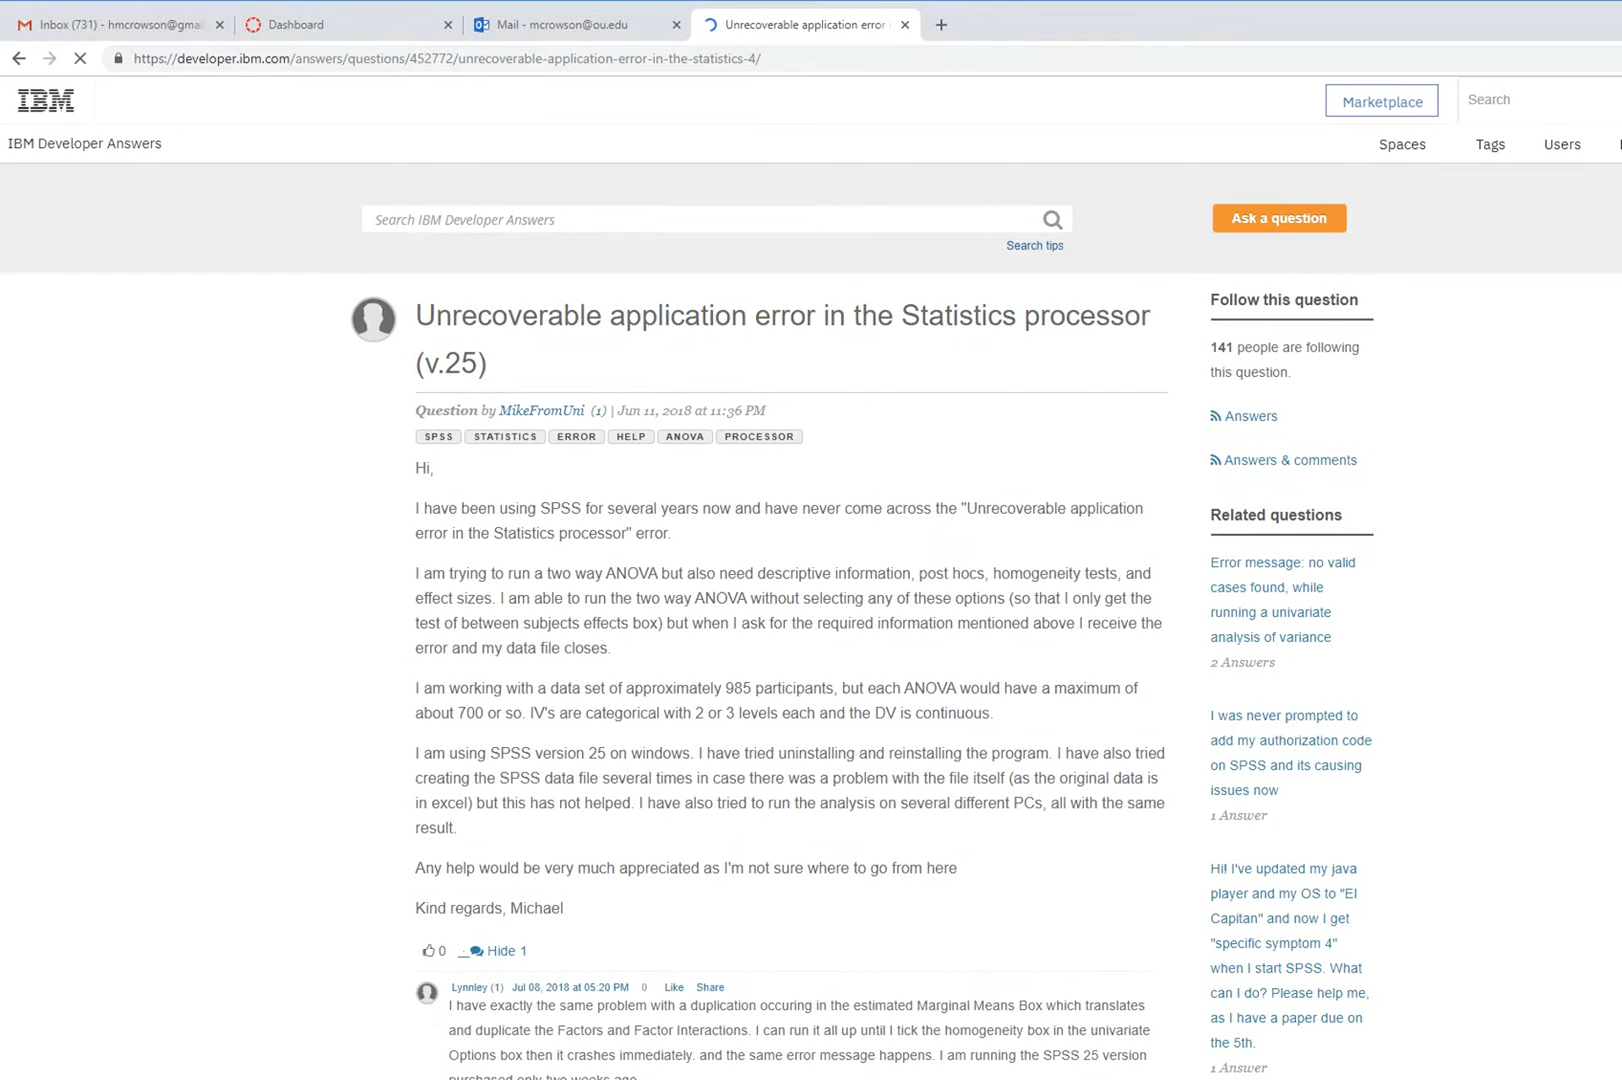 Inbox (731) - hmcrowson@gmai
Dashboard
Mail - mcrowson@ou.edu
Unrecoverable application error
https://developer.ibm.com/answers/questions/452772/unrecoverable-application-error-in-the-statistics-4/
IBM
Marketplace
Search
IBM Developer Answers
Spaces
Tags
Users
Search IBM Developer Answers
Ask a question
Search tips
Unrecoverable application error in the Statistics processor
(v.25)
Question by MikeFromUni (1) | Jun 11, 2018 at 11:36 PM
SPSS STATISTICS ERROR HELP ANOVA PROCESSOR
Hi,
I have been using SPSS for several years now and have never come across the "Unrecoverable application
error in the Statistics processor" error.
I am trying to run a two way ANOVA but also need descriptive information, post hocs, homogeneity tests, and
effect sizes. I am able to run the two way ANOVA without selecting any of these options (so that I only get the
test of between subjects effects box) but when I ask for the required information mentioned above I receive the
error and my data file closes.
I am working with a data set of approximately 985 participants, but each ANOVA would have a maximum of
about 700 or so. IV's are categorical with 2 or 3 levels each and the DV is continuous.
I am using SPSS version 25 on windows. I have tried uninstalling and reinstalling the program. I have also tried
creating the SPSS data file several times in case there was a problem with the file itself (as the original data is
in excel) but this has not helped. I have also tried to run the analysis on several different PCs, all with the same
result.
Any help would be very much appreciated as I'm not sure where to go from here
Kind regards, Michael
0 Hide 1
Lynnley (1) Jul 08, 2018 at 05:20 PM 0 Like Share
I have exactly the same problem with a duplication occuring in the estimated Marginal Means Box which translates
and duplicate the Factors and Factor Interactions. I can run it all up until I tick the homogeneity box in the univariate
Options box then it crashes immediately. and the same error message happens. I am running the SPSS 25 version
purchased only two weeks ago
Follow this question
141 people are following
this question.
Answers
Answers & comments
Related questions
Error message: no valid
cases found, while
running a univariate
analysis of variance
2 Answers
I was never prompted to
add my authorization code
on SPSS and its causing
issues now
1 Answer
Hi! I've updated my java
player and my OS to "El
Capitan" and now I get
"specific symptom 4"
when I start SPSS. What
can I do? Please help me,
as I have a paper due on
the 5th.
1 Answer